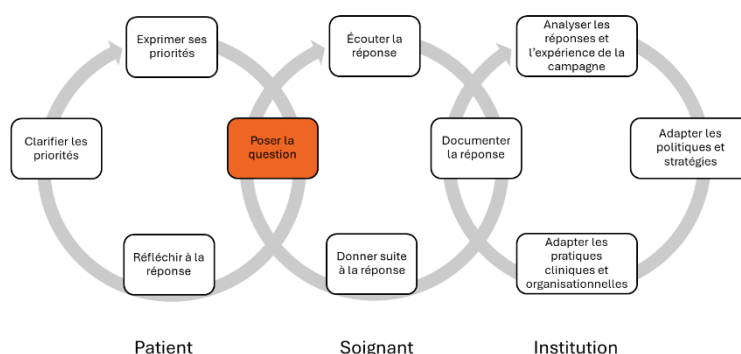 Exprimer ses
priorités
Écouter la
réponse
Analyser les
réponses et
l'expérience de la
campagne
Clarifier les
priorités
Poser la
question
Documenter
la réponse
Adapter les
politiques et
stratégies
Réfléchir à la
réponse
Donner suite
à la réponse
Adapter les
pratiques
cliniques et
organisationnelles
Patient
Soignant
Institution